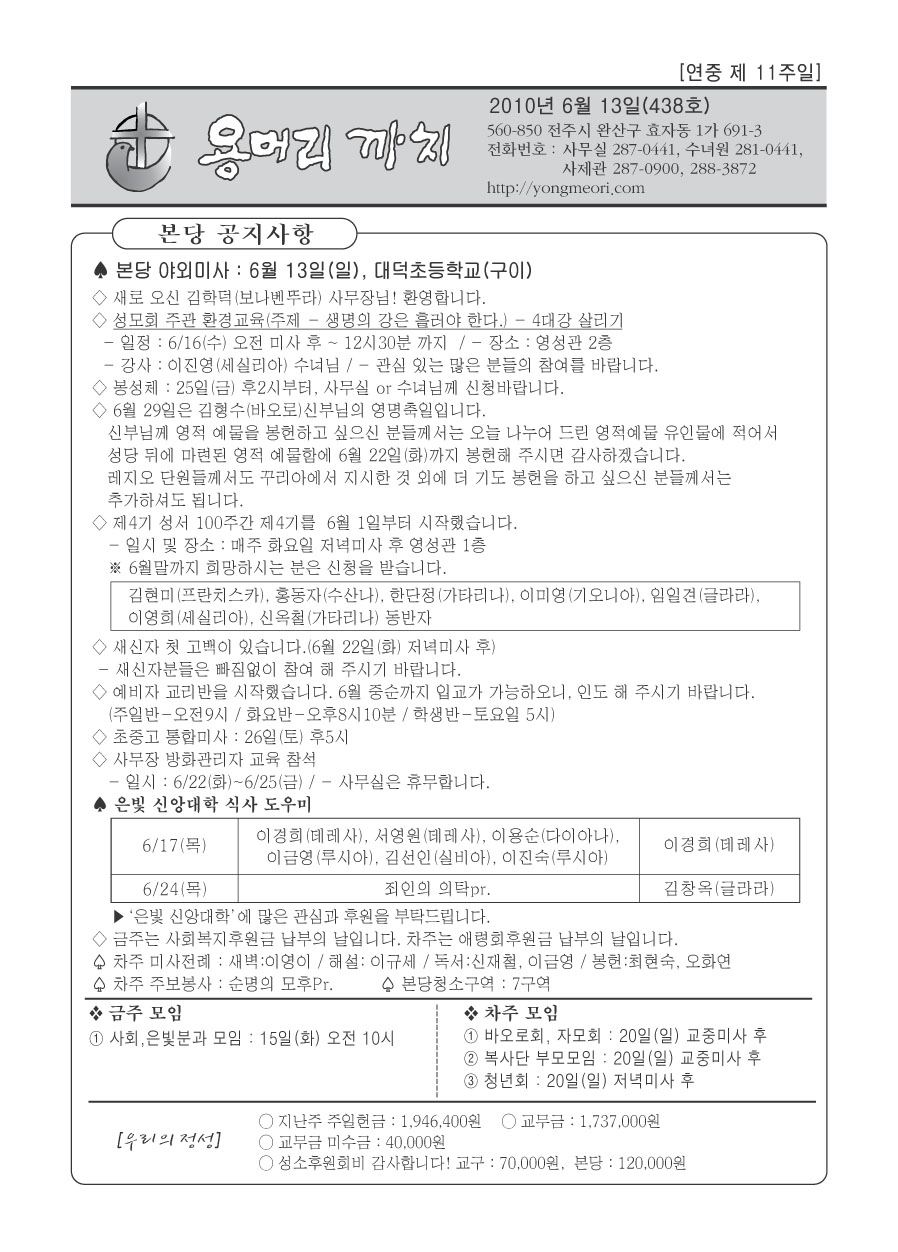 [연중 제 11주일]
용머리 까치
2010년 6월 13일(438호)
560-850 전주시 완산구 효자동 1가 691-3
전화번호 : 사무실 287-0441, 수녀원 281-0441,
사제관 287-0900, 288-3872
http://yongmeori.com
본당 공지사항
♠ 본당 야외미사 : 6월 13일(일), 대덕초등학교(구이)
◇ 새로 오신 김학덕(보나벤뚜라) 사무장님! 환영합니다.
◇ 성모회 주관 환경교육(주제 - 생명의 강은 흘러야 한다.) - 4대강 살리기
- 일정 : 6/16(수) 오전 미사 후 ~ 12시30분 까지 / - 장소 : 영성관 2층
- 강사 : 이진영(세실리아) 수녀님 / - 관심 있는 많은 분들의 참여를 바랍니다.
◇ 봉성체 : 25일(금) 후2시부터, 사무실 or 수녀님께 신청바랍니다.
◇ 6월 29일은 김형수(바오로)신부님의 영명축일입니다.
신부님께 영적 예물을 봉헌하고 싶으신 분들께서는 오늘 나누어 드린 영적예물 유인물에 적어서
성당 뒤에 마련된 영적 예물함에 6월 22일(화)까지 봉헌해 주시면 감사하겠습니다.
레지오 단원들께서도 꾸리아에서 지시한 것 외에 더 기도 봉헌을 하고 싶으신 분들께서는
추가하셔도 됩니다.
◇ 제4기 성서 100주간 제4기를 6월 1일부터 시작했습니다.
- 일시 및 장소 : 매주 화요일 저녁미사 후 영성관 1층
※ 6월말까지 희망하시는 분은 신청을 받습니다.
김현미(프란치스카), 홍동자(수산나), 한단정(가타리나), 이미영(기오니아), 임일견(글라라),
이영희(세실리아), 신옥철(가타리나) 동반자
◇ 새신자 첫 고백이 있습니다.(6월 22일(화) 저녁미사 후)
- 새신자분들은 빠짐없이 참여 해 주시기 바랍니다.
◇ 예비자 교리반을 시작했습니다. 6월 중순까지 입교가 가능하오니, 인도 해 주시기 바랍니다.
(주일반-오전9시 / 화요반-오후8시10분 / 학생반-토요일 5시)
◇ 초중고 통합미사 : 26일(토) 후5시
◇ 사무장 방화관리자 교육 참석
- 일시 : 6/22(화)~6/25(금) / - 사무실은 휴무합니다.
♠ 은빛 신앙대학 식사 도우미
6/17(목) 이경희(데레사), 서영원(데레사), 이용순(다이아나), 이경희(데레사)
이금영(루시아), 김선인(실비아), 이진숙(루시아)
6/24(목) 죄인의 의탁pr. 김창옥(글라라)
▶ '은빛 신앙대학'에 많은 관심과 후원을 부탁드립니다.
◇ 금주는 사회복지후원금 납부의 날입니다. 차주는 애령회후원금 납부의 날입니다.
♤ 차주 미사전례 : 새벽:이영이 / 해설: 이규세 / 독서:신재철, 이금영 / 봉헌:최현숙, 오화연
♤ 차주 주보봉사 : 순명의 모후Pr. ♤ 본당청소구역 : 7구역
❖ 금주 모임
① 사회,은빛분과 모임 : 15일(화) 오전 10시
❖ 차주 모임
① 바오로회, 자모회 : 20일(일) 교중미사 후
② 복사단 부모모임 : 20일(일) 교중미사 후
③ 청년회 : 20일(일) 저녁미사 후
[우리의 정성]
○ 지난주 주일헌금 : 1,946,400원 ○ 교무금 : 1,737,000원
○ 교무금 미수금 : 40,000원
○ 성소후원회비 감사합니다! 교구 : 70,000원, 본당 : 120,000원